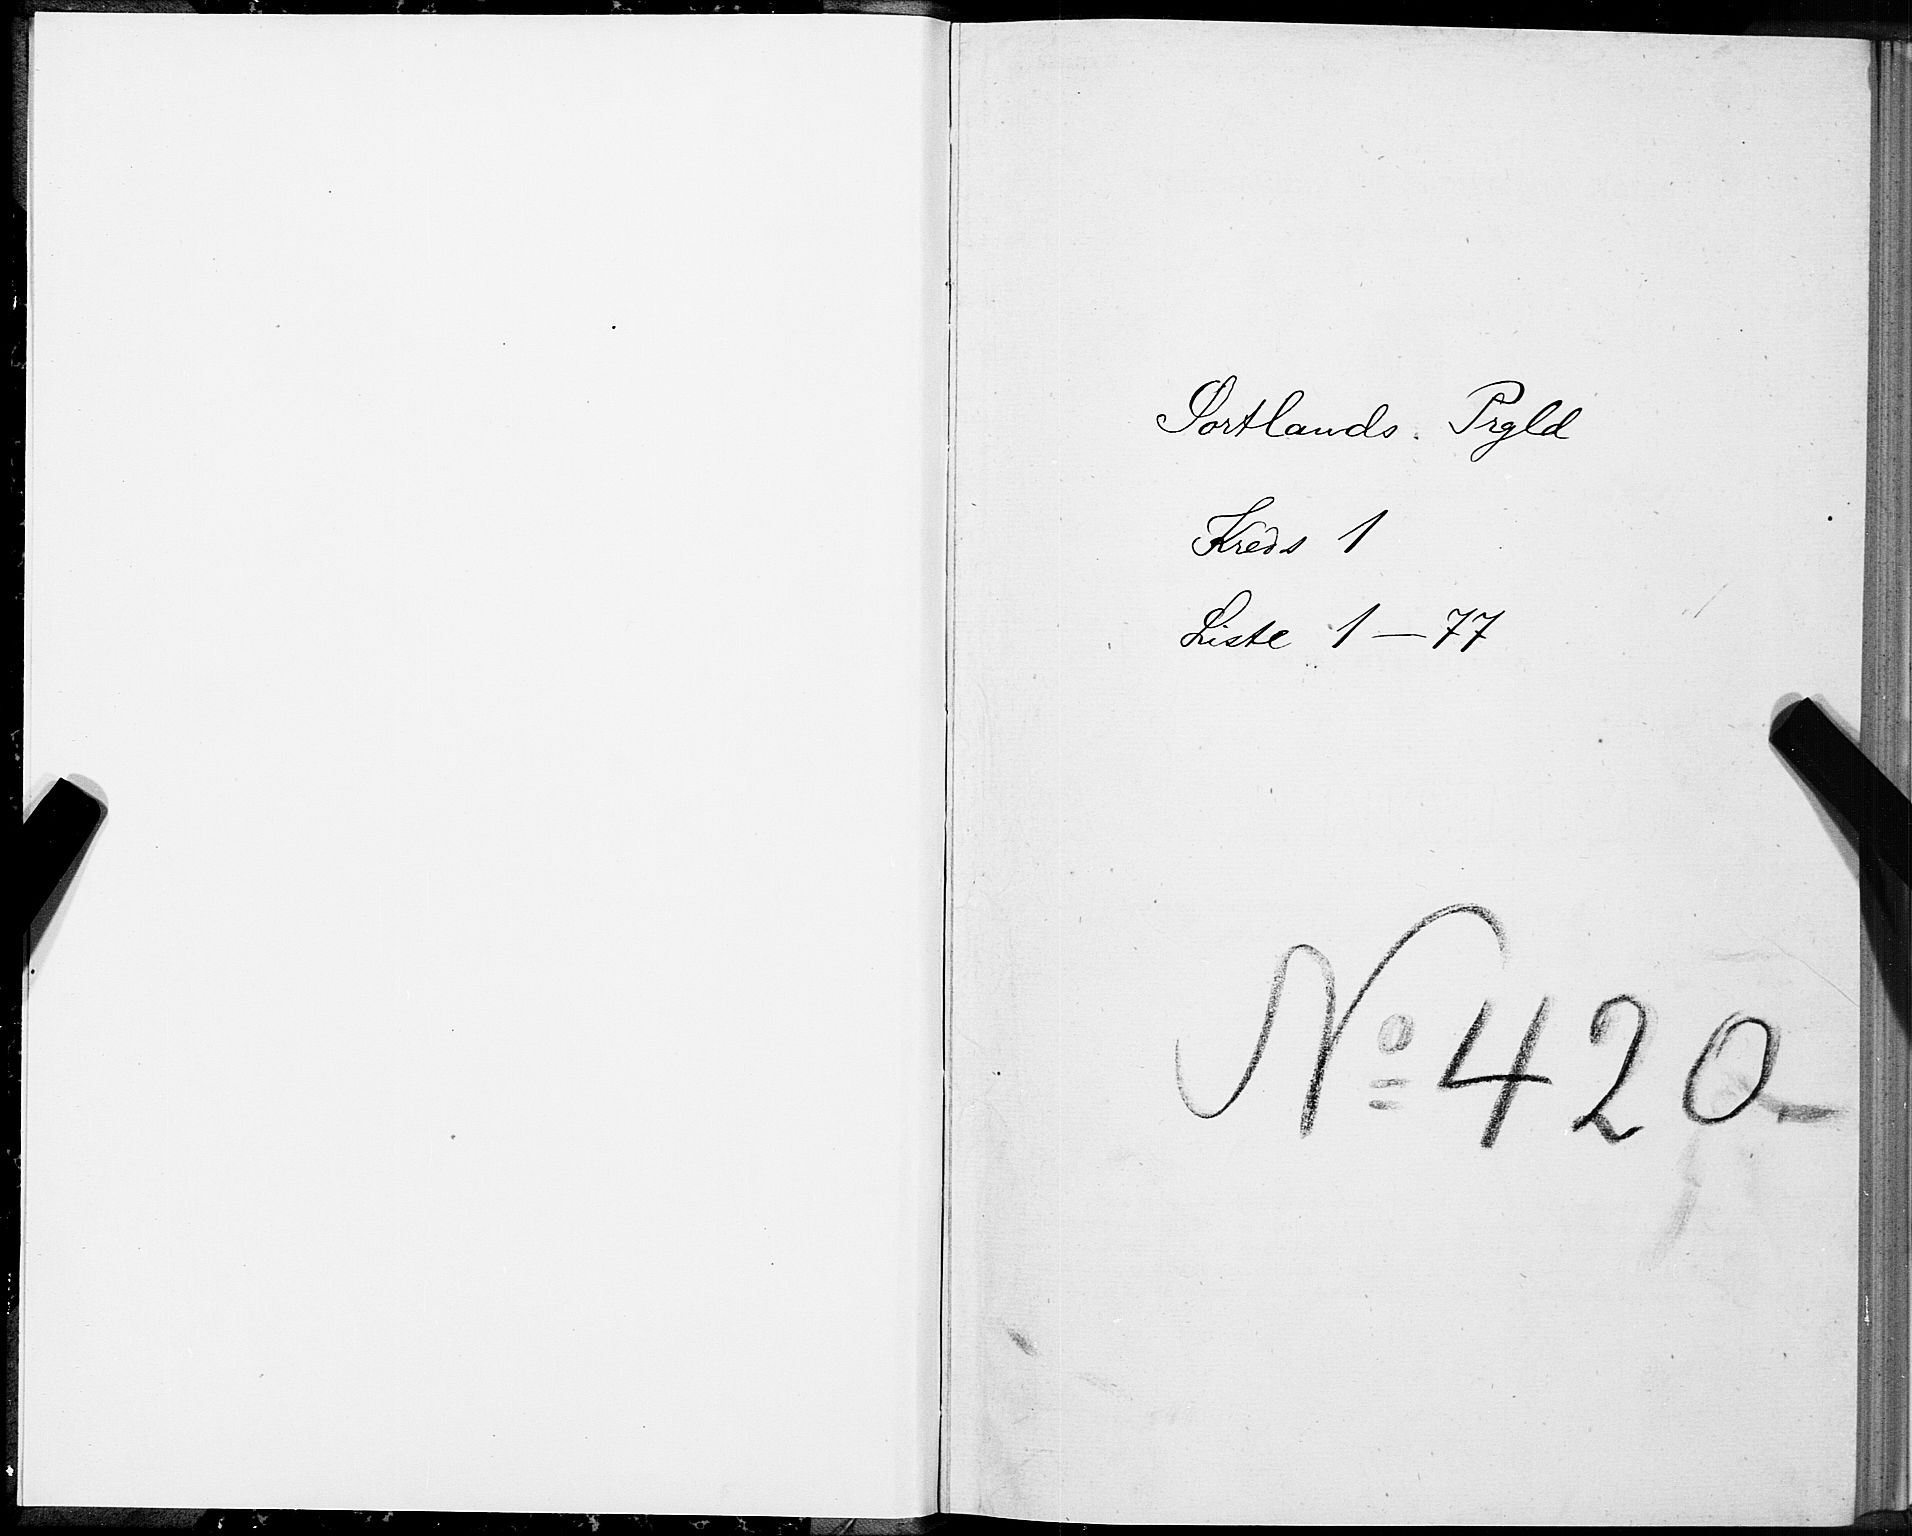 Sortlands Prgld
Kreds 1
Liste 1 — 77
№ 420